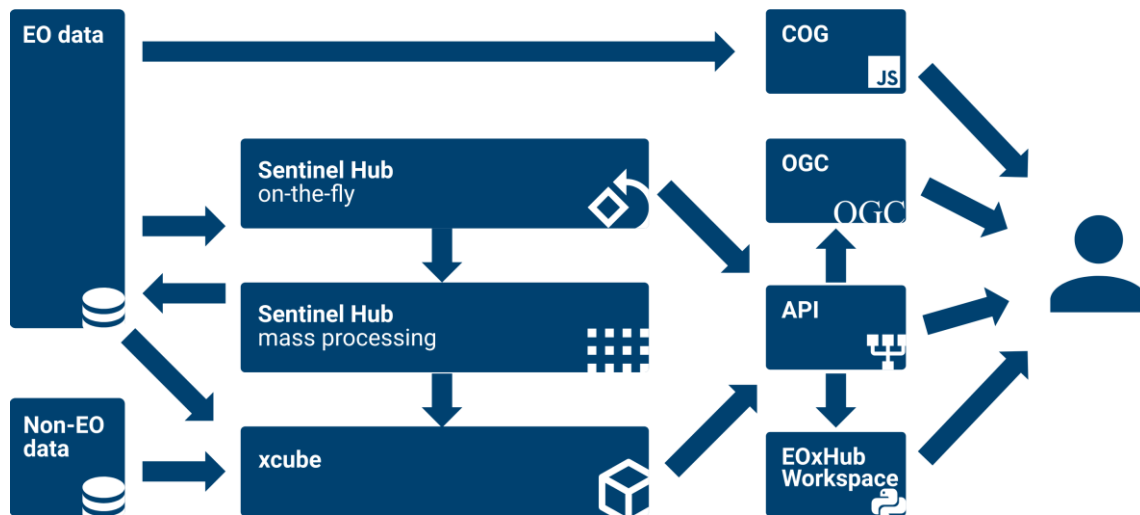 EO data
COG
JS
Sentinel Hub
on-the-fly
OGC
OGC
Sentinel Hub
mass processing
API
Non-EO
data
xcube
EOxHub
Workspace